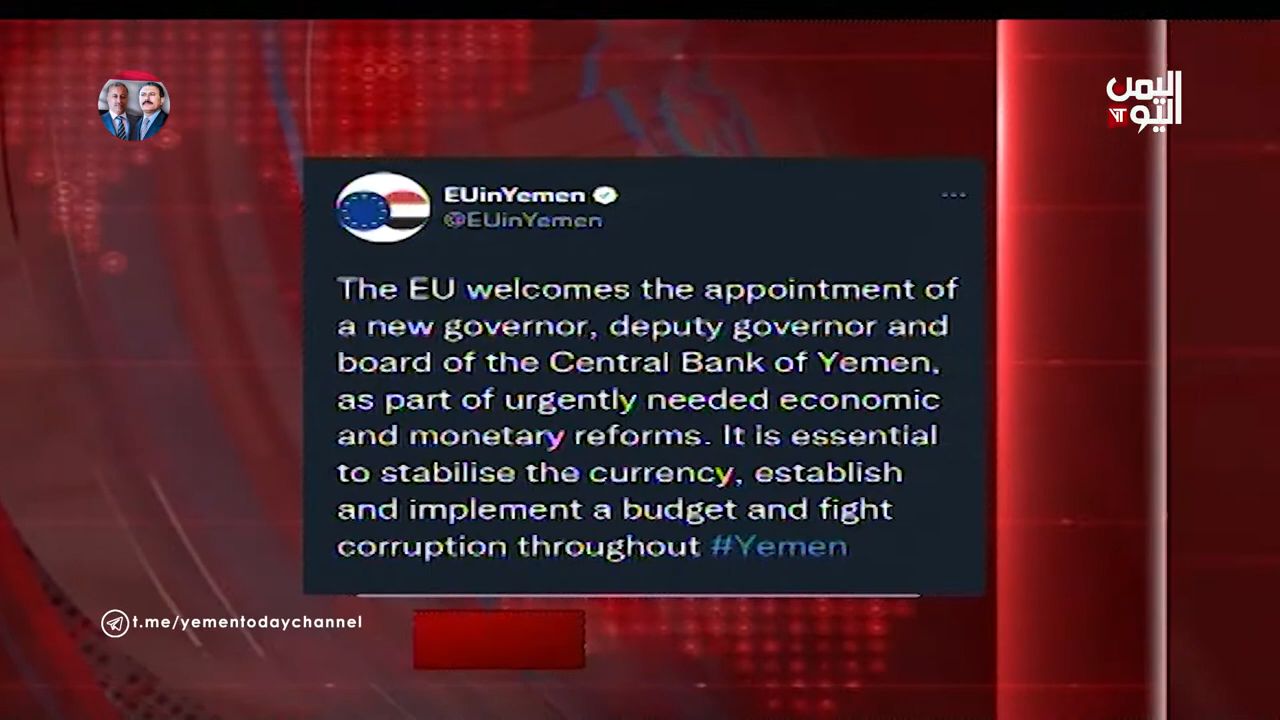 اليمن
اليوم
YT
EUinYemen
@EUinYemen
The EU welcomes the appointment of
a new governor, deputy governor and
board of the Central Bank of Yemen,
as part of urgently needed economic
and monetary reforms. It is essential
to stabilise the currency, establish
and implement a budget and fight
corruption throughout #Yemen
t.me/yementodaychannel